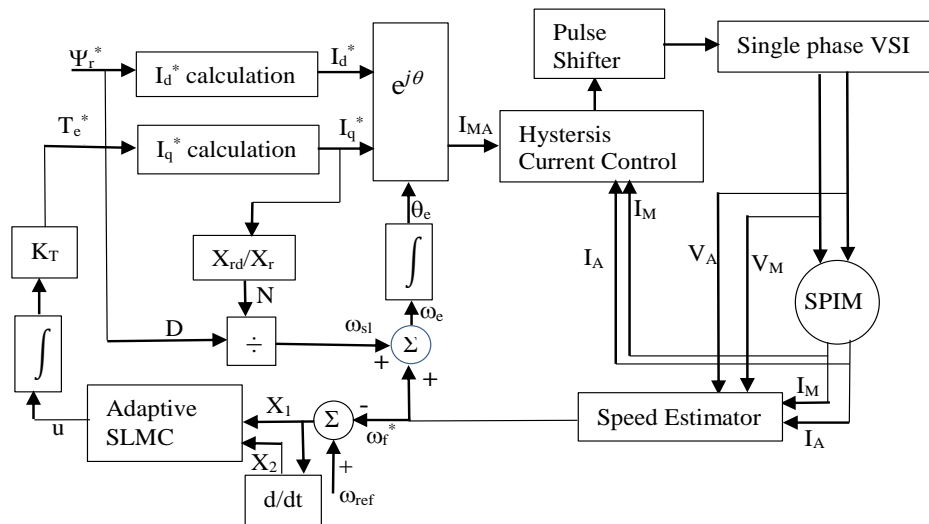 Ψr*
Id* calculation
Id*
e^jθ
Pulse
Shifter
Single phase VSI
Te*
Iq* calculation
Iq*
IMA
Hystersis
Current Control
θe
IM
IA
VA
VM
KT
Xrd/Xr
∫
N
ωe
SPIM
D
÷
ωsl
Σ
+
+
∫
IM
Adaptive
SLMC
X1
Σ
-
ωf*
Speed Estimator
u
X2
+
IA
d/dt
ωref